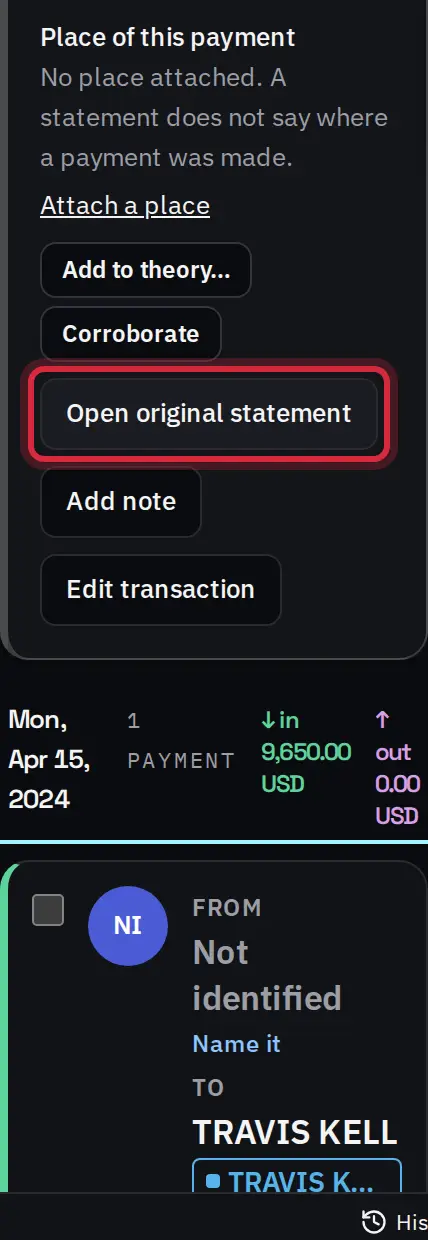 Place of this payment
No place attached. A
statement does not say where
a payment was made.
Attach a place
Add to theory...
Corroborate
Open original statement
Add note
Edit transaction
Mon,
Apr 15,
2024
1
PAYMENT
↓in
9,650.00
USD
↑
out
0.00
USD
NI
FROM
Not
identified
Name it
TO
TRAVIS KELL
TRAVIS K...
His